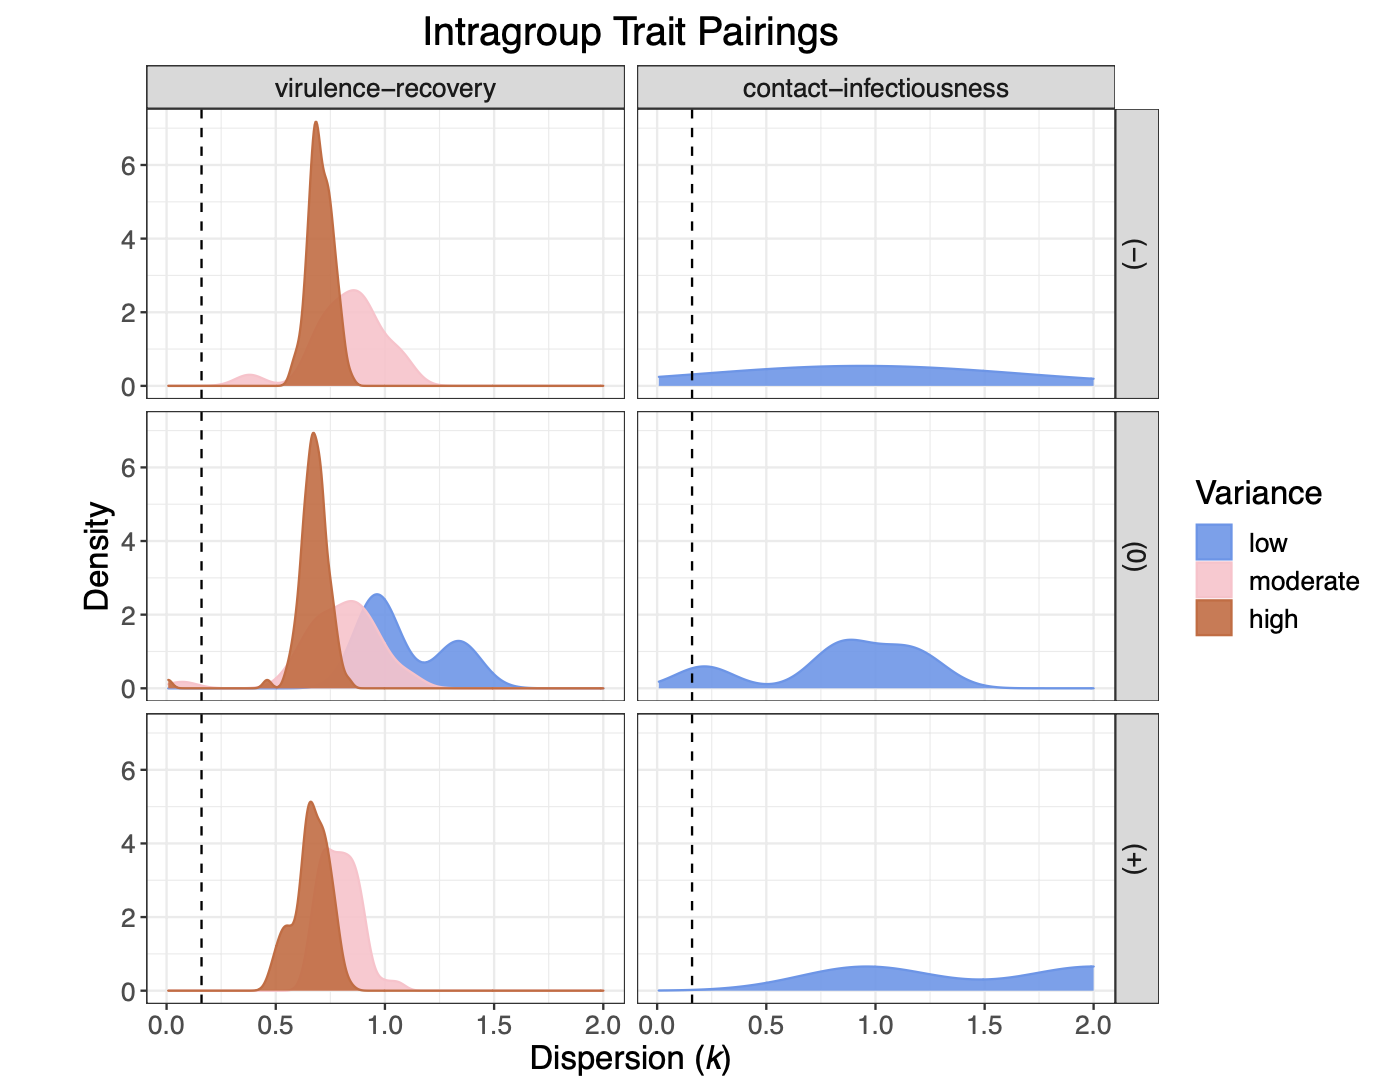 Intragroup Trait Pairings
virulence−recovery
contact−infectiousness
6
4
2
0
(−)
6
4
2
0
(0)
6
4
2
0
(+)
Density
0.0 0.5 1.0 1.5 2.0
0.0 0.5 1.0 1.5 2.0
Dispersion (k)
Variance
low
moderate
high